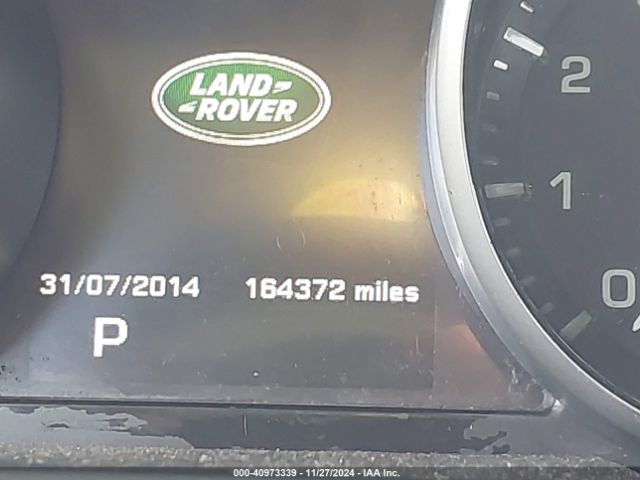 LAND
ROVER
2
1
0
31/07/2014 164372 miles
P
000-40973339 - 11/27/2024 - IAA Inc.